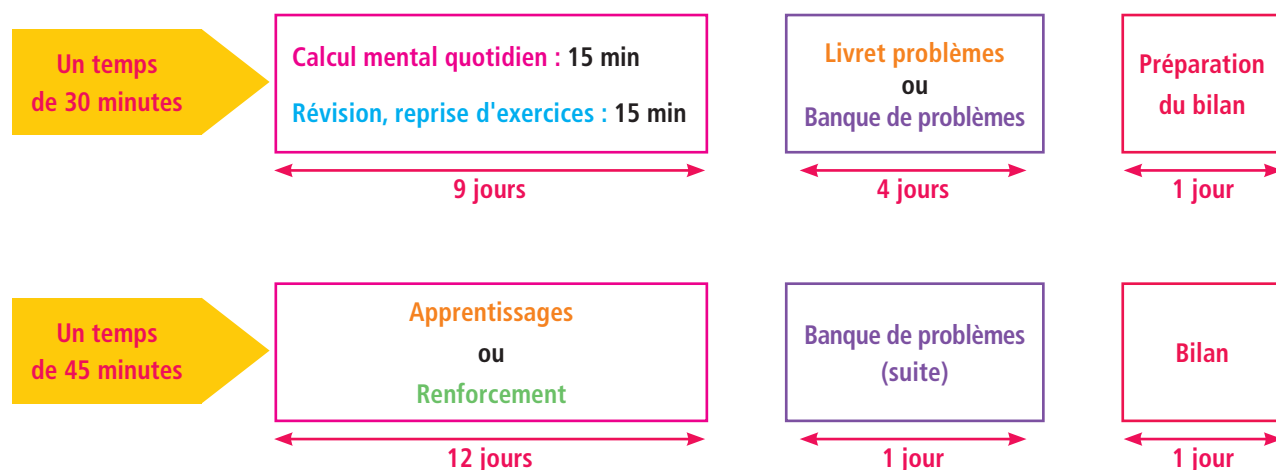 Un temps
de 30 minutes
Calcul mental quotidien : 15 min
Révision, reprise d'exercices : 15 min
Livret problèmes
ou
Banque de problèmes
Préparation
du bilan
9 jours
4 jours
1 jour
Un temps
de 45 minutes
Apprentissages
ou
Renforcement
Banque de problèmes
(suite)
Bilan
12 jours
1 jour
1 jour